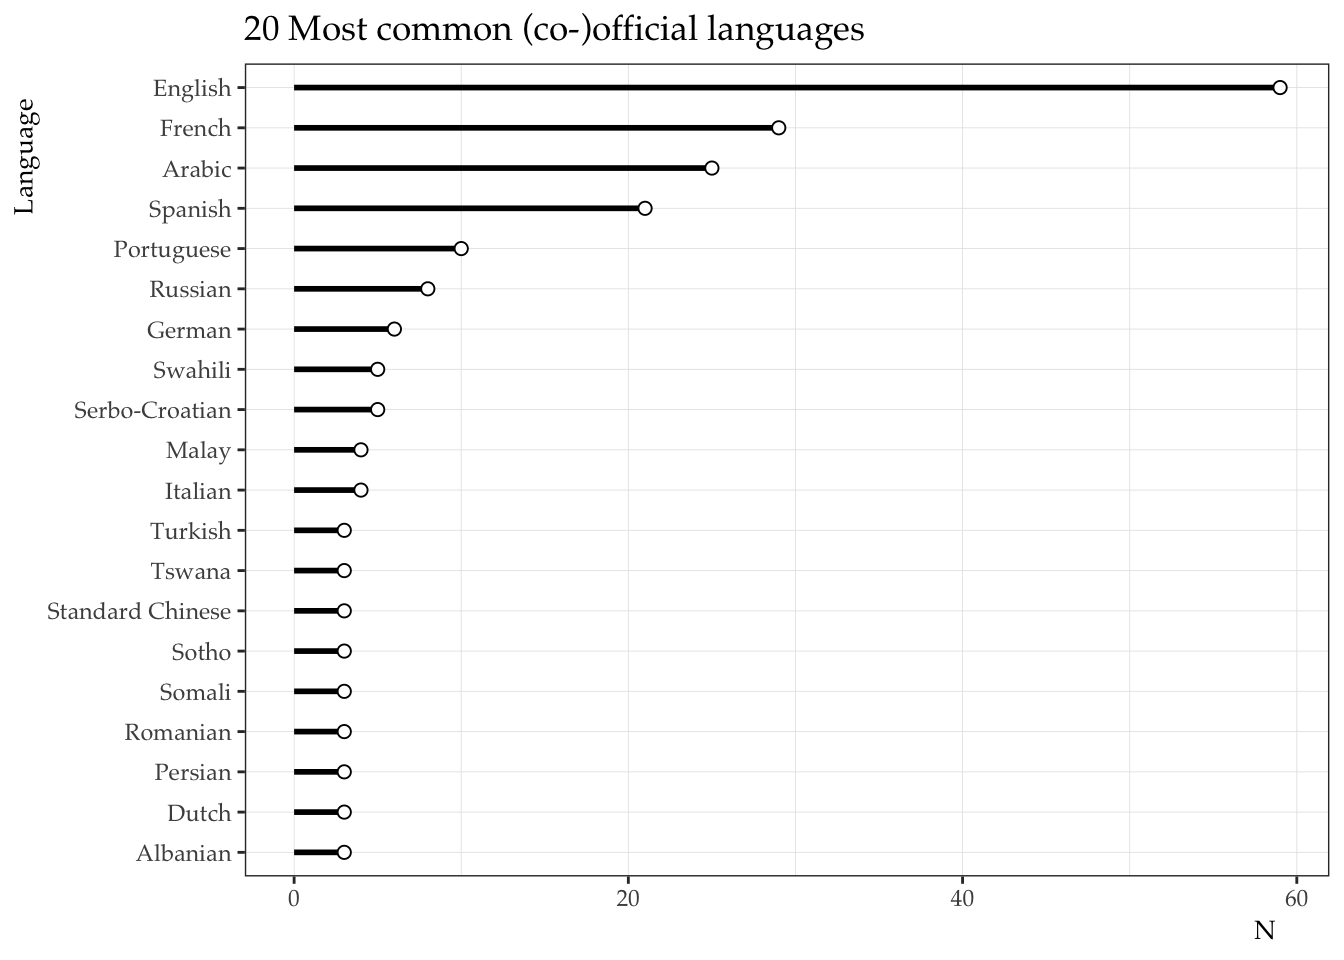 20 Most common (co-)official languages
Language
English
French
Arabic
Spanish
Portuguese
Russian
German
Swahili
Serbo-Croatian
Malay
Italian
Turkish
Tswana
Standard Chinese
Sotho
Somali
Romanian
Persian
Dutch
Albanian
0 20 40 60
N